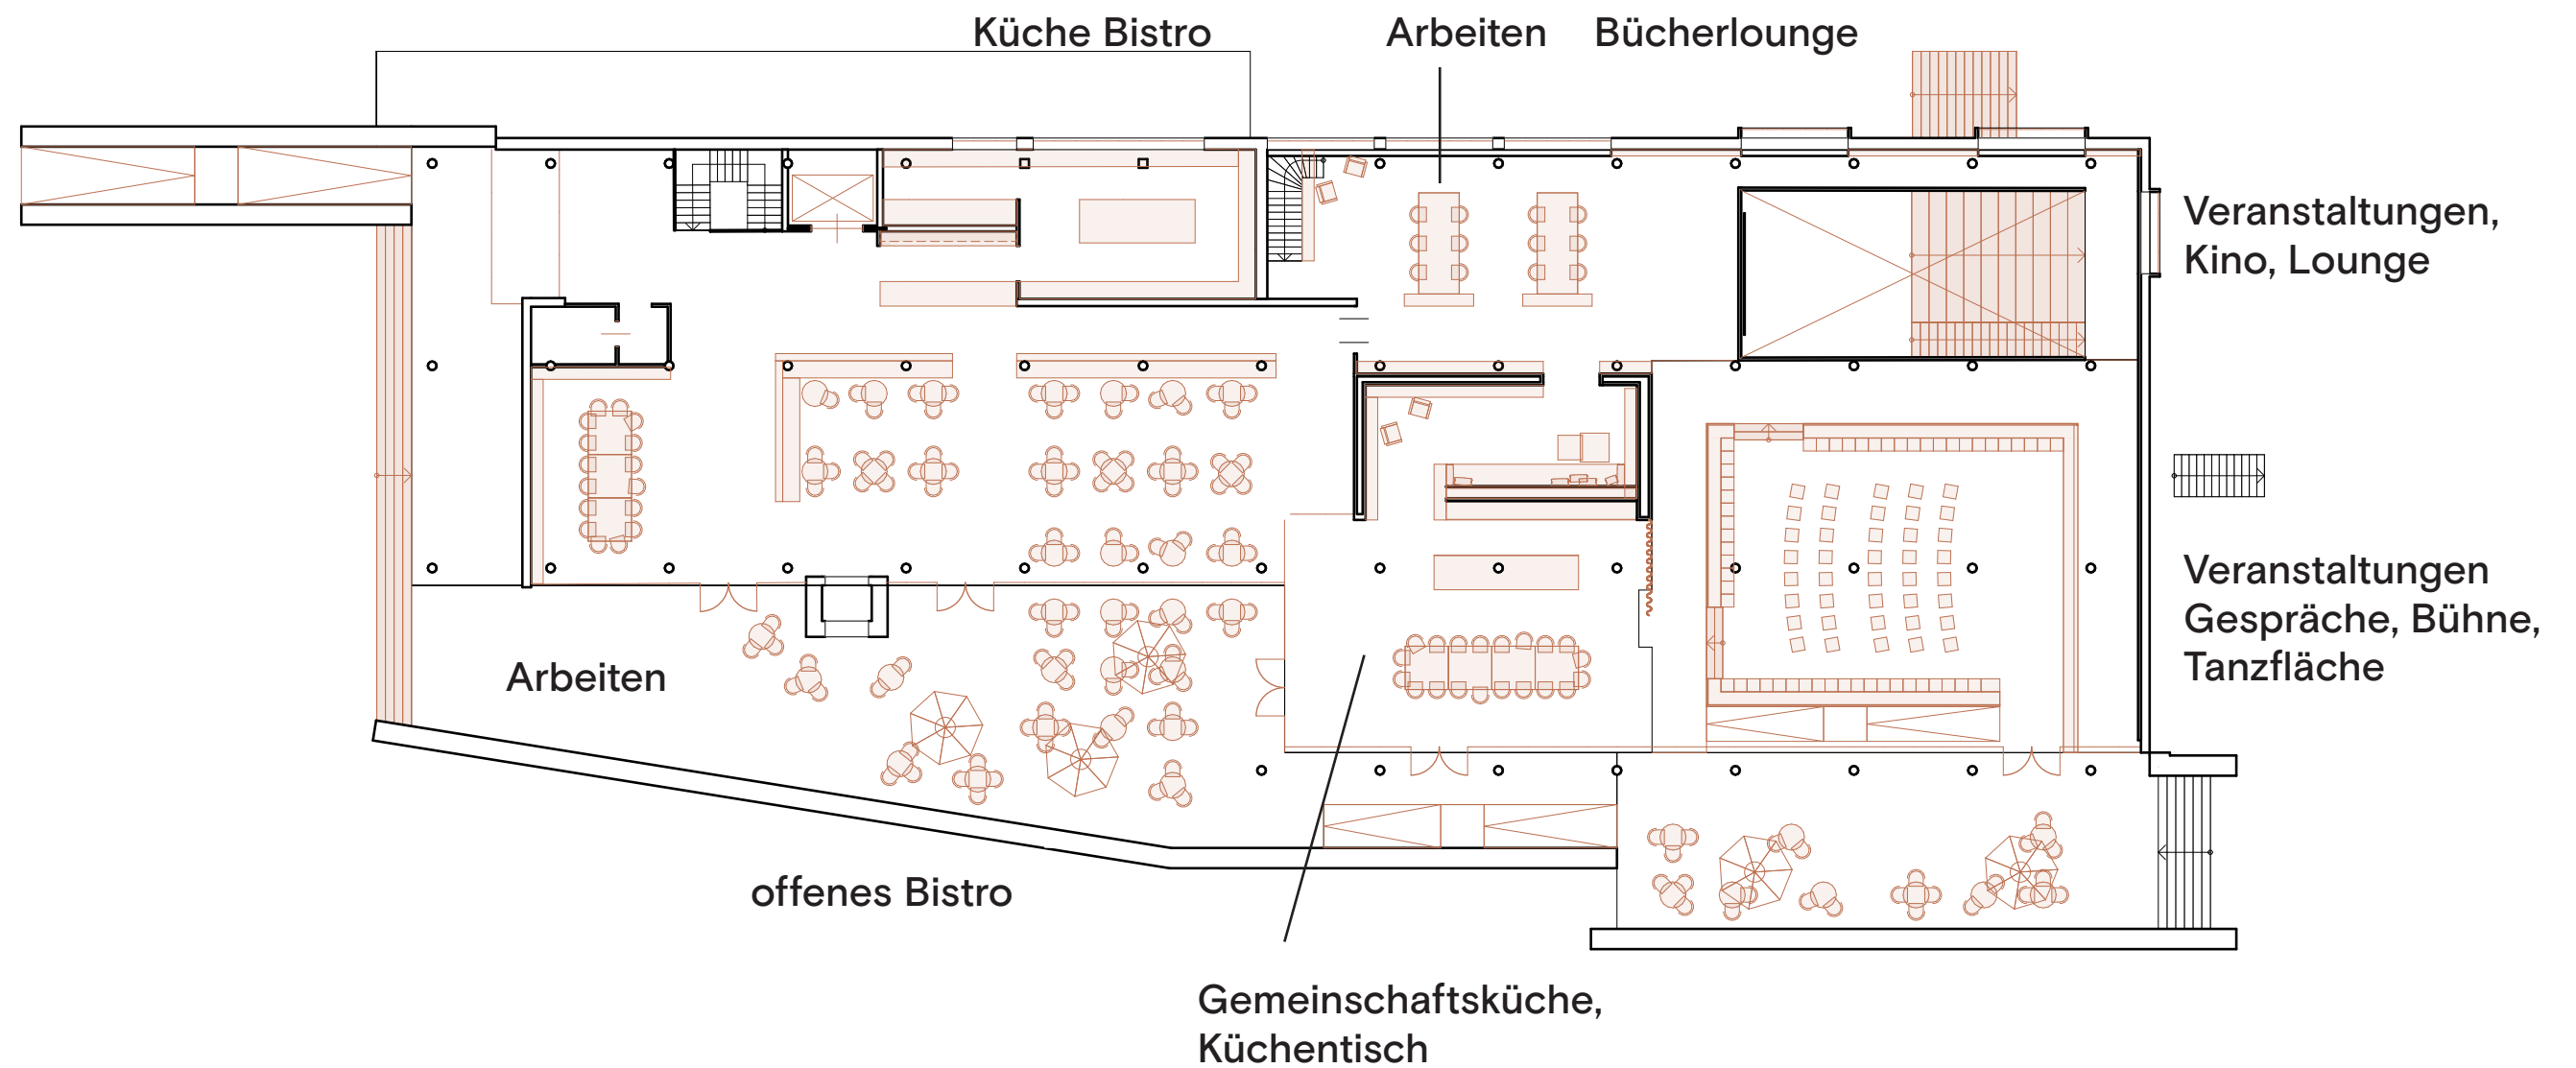 Küche Bistro
Arbeiten
Bücherlounge
Veranstaltungen,
Kino, Lounge
Veranstaltungen
Gespräche, Bühne,
Tanzfläche
Arbeiten
offenes Bistro
Gemeinschaftsküche,
Küchentisch